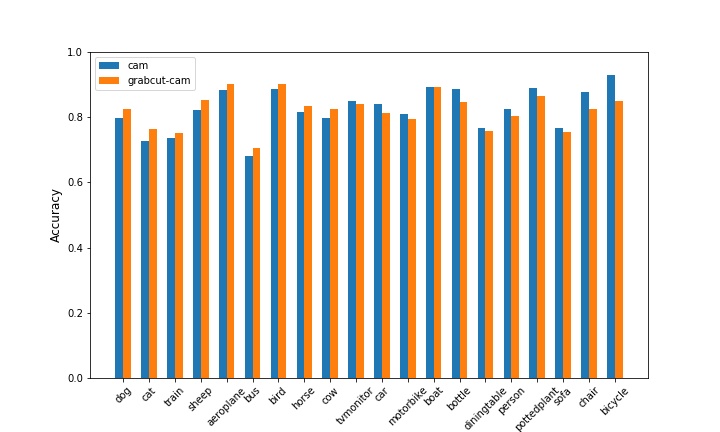 cam
grabcut-cam
Accuracy
1.0
0.8
0.6
0.4
0.2
0.0
dog
cat
train
sheep
aeroplane
bus
bird
horse
cow
tvmonitor
car
motorbike
boat
bottle
diningtable
person
pottedplant
sofa
chair
bicycle